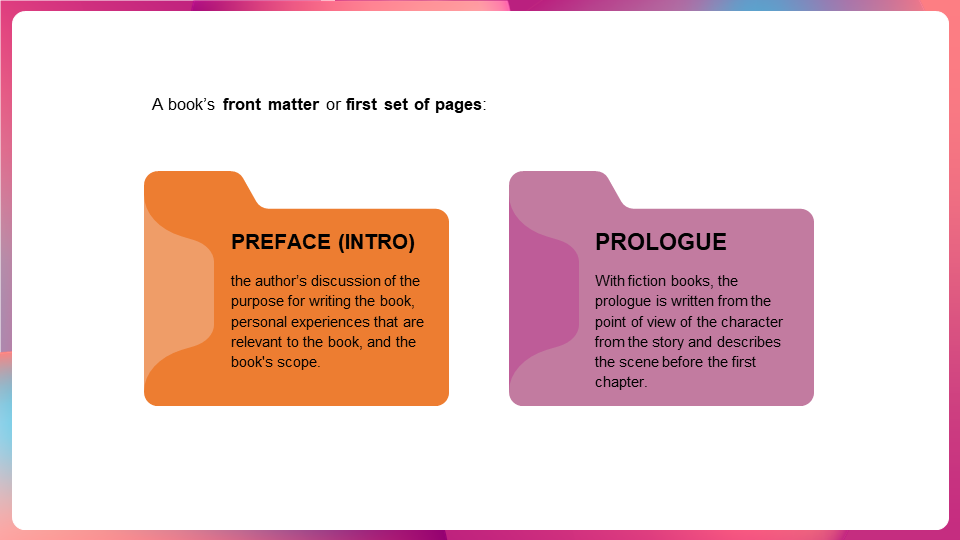 A book’s front matter or first set of pages:
PREFACE (INTRO)
the author’s discussion of the
purpose for writing the book,
personal experiences that are
relevant to the book, and the
book's scope.
PROLOGUE
With fiction books, the
prologue is written from the
point of view of the character
from the story and describes
the scene before the first
chapter.